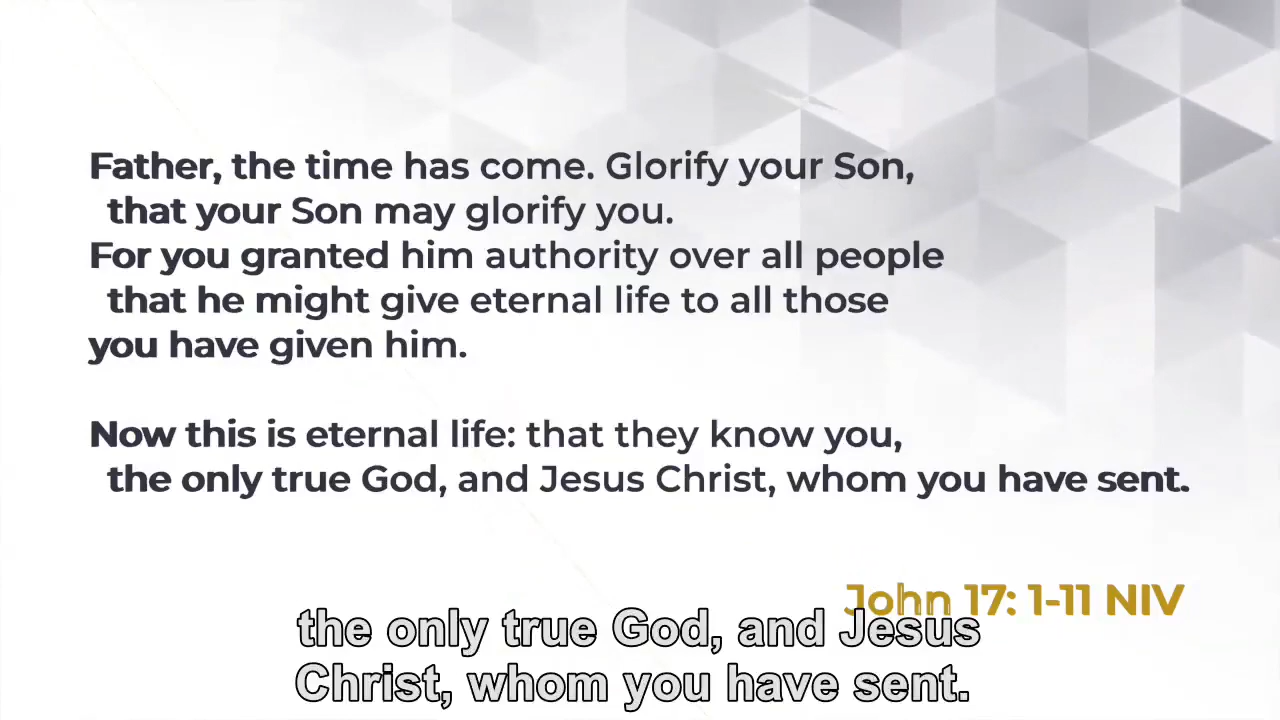 Father, the time has come. Glorify your Son,
that your Son may glorify you.
For you granted him authority over all people
that he might give eternal life to all those
you have given him.
Now this is eternal life: that they know you,
the only true God, and Jesus Christ, whom you have sent.
John 17: 1-11 NIV
the only true God, and Jesus
Christ, whom you have sent.